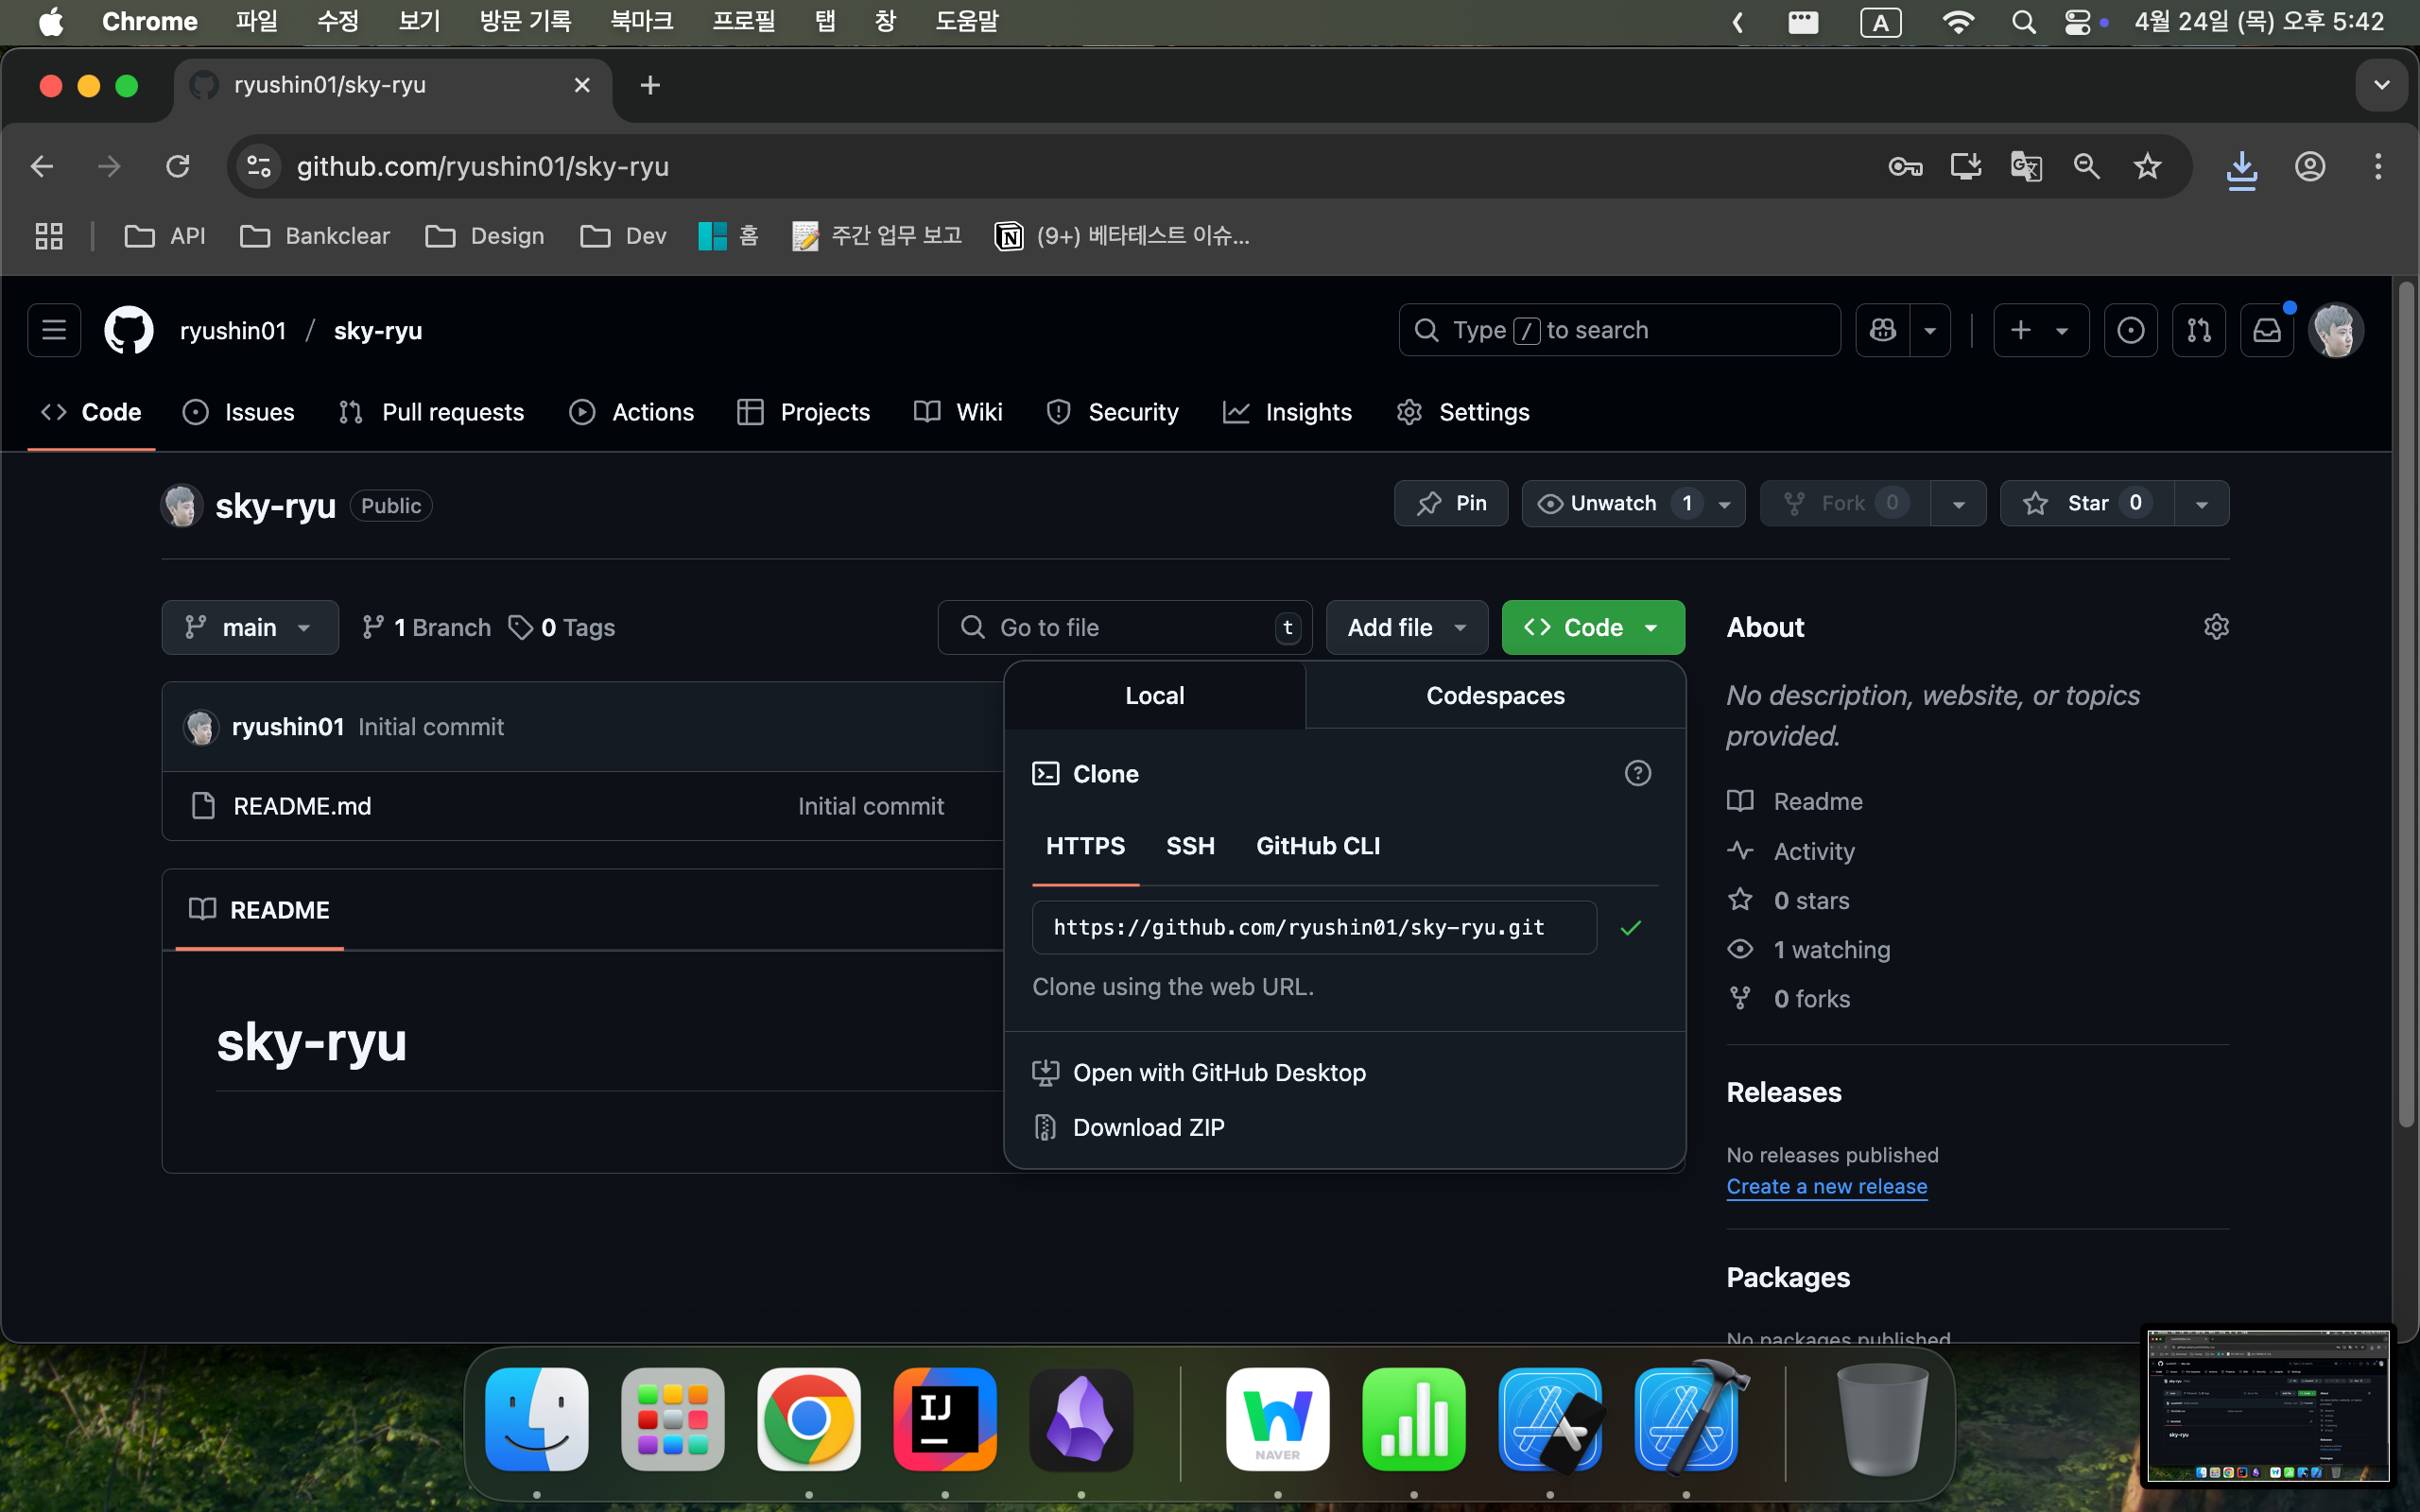 Chrome 파일 수정 보기 방문 기록 북마크 프로필 탭 창 도움말 A 4월 24일 (목) 오후 5:42
ryushin01/sky-ryu
github.com/ryushin01/sky-ryu
API Bankclear Design Dev 홈 주간 업무 보고 (9+) 베타테스트 이슈...
ryushin01 / sky-ryu Type / to search
Code Issues Pull requests Actions Projects Wiki Security Insights Settings
sky-ryu Public Pin Unwatch 1 Fork 0 Star 0
main 1 Branch 0 Tags Go to file t Add file Code About
Local Codespaces
No description, website, or topics
provided.
ryushin01 Initial commit
Clone
README.md Initial commit
Readme
HTTPS SSH GitHub CLI
Activity
0 stars
README
https://github.com/ryushin01/sky-ryu.git
1 watching
Clone using the web URL.
0 forks
sky-ryu
Open with GitHub Desktop
Releases
Download ZIP
No releases published
Create a new release
Packages
No packages published
IJ
NAVER